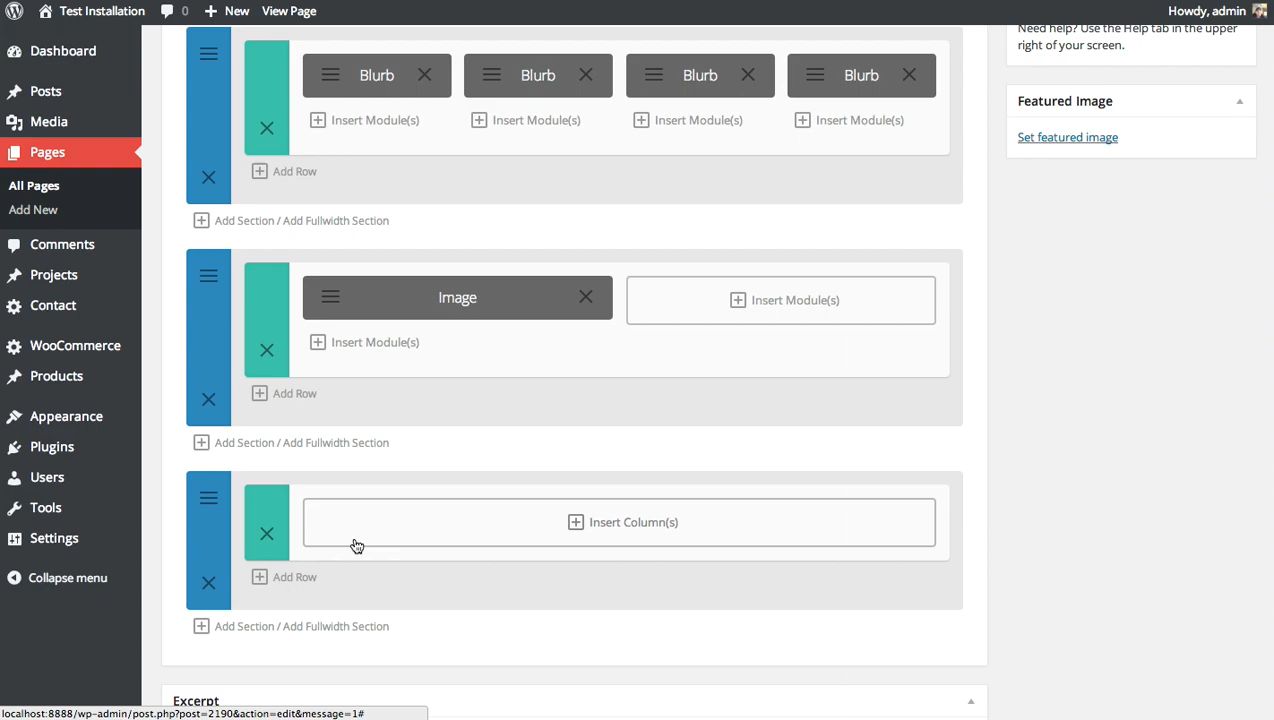 Test Installation
0
New
View Page
Howdy, admin
Dashboard
Posts
Media
Pages
All Pages
Add New
Comments
Projects
Contact
WooCommerce
Products
Appearance
Plugins
Users
Tools
Settings
Collapse menu
Blurb
Blurb
Blurb
Blurb
Insert Module(s)
Insert Module(s)
Insert Module(s)
Insert Module(s)
Add Row
Add Section / Add Fullwidth Section
Image
Insert Module(s)
Insert Module(s)
Add Row
Add Section / Add Fullwidth Section
Insert Column(s)
Add Row
Add Section / Add Fullwidth Section
Excerpt
Need help? Use the Help tab in the upper
right of your screen.
Featured Image
Set featured image
localhost:8888/wp-admin/post.php?post=2190&action=edit&message=1#